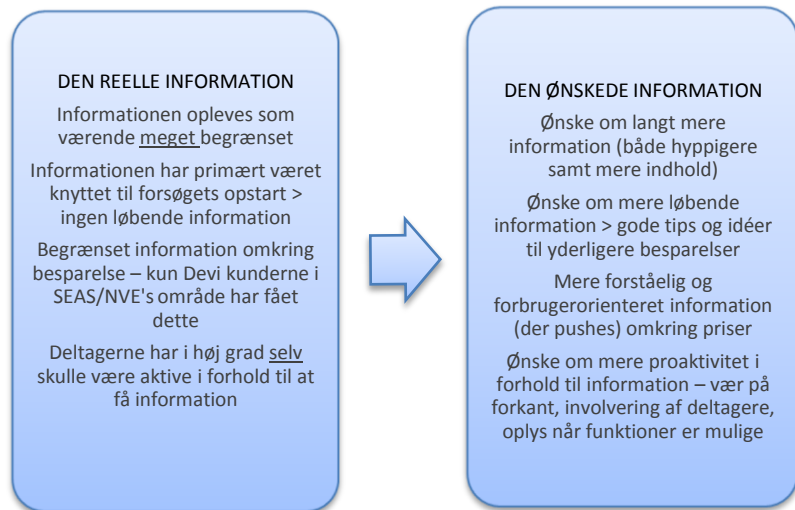 DEN REELLE INFORMATION
Informationen opleves som
værende meget begrænset
Informationen har primært været
knyttet til forsøgets opstart >
ingen løbende information
Begrænset information omkring
besparelse – kun Devi kunderne i
SEAS/NVE's område har fået
dette
Deltagerne har i høj grad selv
skulle være aktive i forhold til at
få information
DEN ØNSKEDE INFORMATION
Ønske om langt mere
information (både hyppigere
samt mere indhold)
Ønske om mere løbende
information > gode tips og idéer
til yderligere besparelser
Mere forståelig og
forbrugerorienteret information
(der pushes) omkring priser
Ønske om mere proaktivitet i
forhold til information – vær på
forkant, involvering af deltagere,
oplys når funktioner er mulige